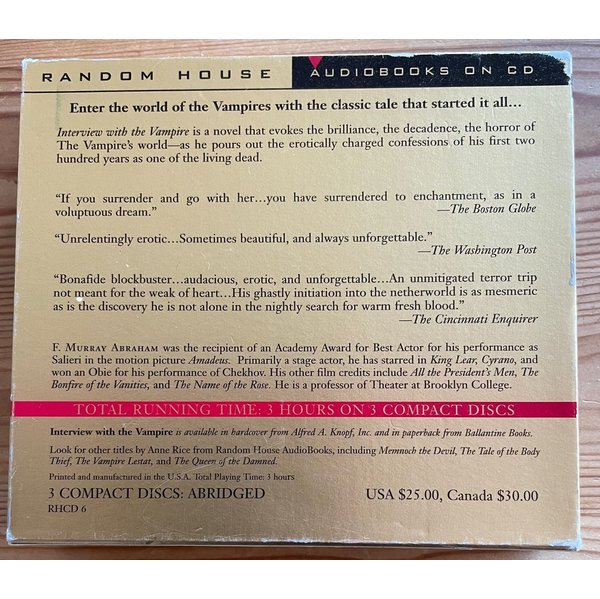 RANDOM HOUSE AUDIOBOOKS ON CD
Enter the world of the Vampires with the classic tale that started it all…
Interview with the Vampire is a novel that evokes the brilliance, the decadence, the horror of
The Vampire's world—as he pours out the erotically charged confessions of his first two
hundred years as one of the living dead.
“If you surrender and go with her…you have surrendered to enchantment, as in a
voluptuous dream.” —The Boston Globe
“Unrelentingly erotic…Sometimes beautiful, and always unforgettable.”
—The Washington Post
“Bonafide blockbuster…audacious, erotic, and unforgettable…An unmitigated terror trip
not meant for the weak of heart…His ghastly initiation into the netherworld is as mesmeric
as is the discovery he is not alone in the nightly search for warm fresh blood.”
—The Cincinnati Enquirer
F. MURRAY ABRAHAM was the recipient of an Academy Award for Best Actor for his performance as
Salieri in the motion picture Amadeus. Primarily a stage actor, he has starred in King Lear, Cyrano, and
won an Obie for his performance of Chekhov. His other film credits include All the President's Men, The
Bonfire of the Vanities, and The Name of the Rose. He is a professor of Theater at Brooklyn College.
TOTAL RUNNING TIME: 3 HOURS ON 3 COMPACT DISCS
Interview with the Vampire is available in hardcover from Alfred A. Knopf, Inc. and in paperback from Ballantine Books.
Look for other titles by Anne Rice from Random House AudioBooks, including Memnoch the Devil, The Tale of the Body
Thief, The Vampire Lestat, and The Queen of the Damned.
Printed and manufactured in the U.S.A. Total Playing Time: 3 hours
3 COMPACT DISCS: ABRIDGED USA $25.00, Canada $30.00
RHCD 6